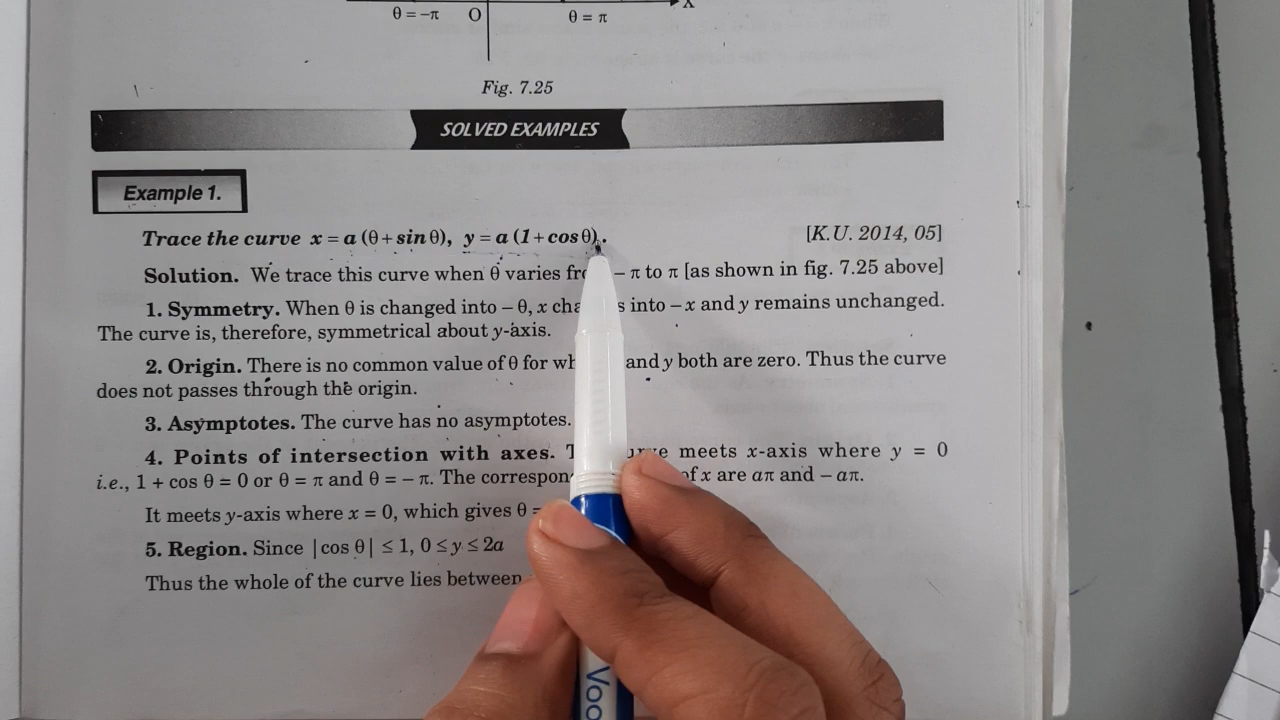 θ = –π O θ = π X
Fig. 7.25
SOLVED EXAMPLES
Example 1.
Trace the curve x = a (θ + sin θ), y = a (1 + cos θ). [K.U. 2014, 05]
Solution. We trace this curve when θ varies – π to π [as shown in fig. 7.25 above]
1. Symmetry. When θ is changed into – θ, x into – x and y remains unchanged.
The curve is, therefore, symmetrical about y-axis.
2. Origin. There is no common value of θ for and y both are zero. Thus the curve
does not passes through the origin.
3. Asymptotes. The curve has no asymptotes.
4. Points of intersection with axes. meets x-axis where y = 0
i.e., 1 + cos θ = 0 or θ = π and θ = – π. The of x are aπ and – aπ.
It meets y-axis where x = 0, which gives θ =
5. Region. Since |cos θ| ≤ 1, 0 ≤ y ≤ 2a
Thus the whole of the curve lies between
Voo